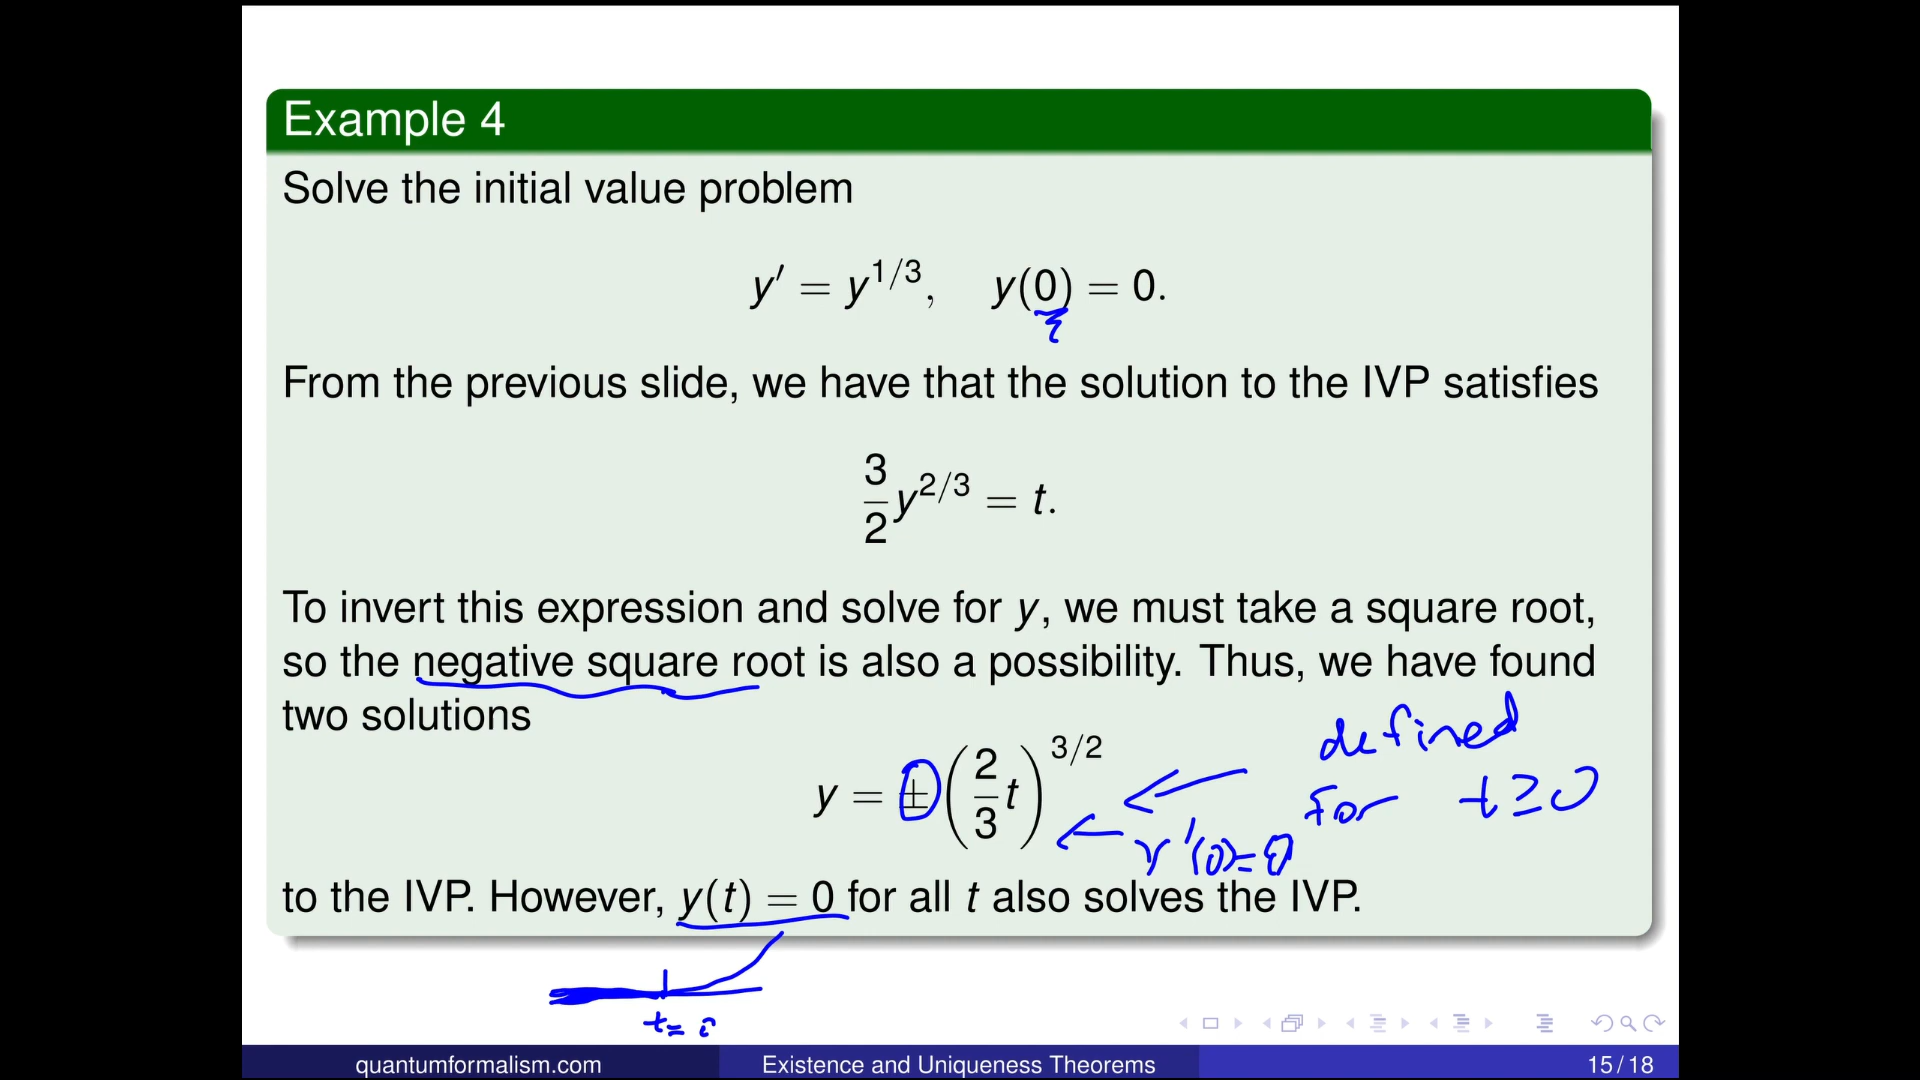 Example 4
Solve the initial value problem
y′ = y^{1/3}, y(0) = 0.
From the previous slide, we have that the solution to the IVP satisfies
3/2 y^{2/3} = t.
To invert this expression and solve for y, we must take a square root,
so the negative square root is also a possibility. Thus, we have found
two solutions
defined
y = ±(2/3 t)^{3/2}
for t ≥ 0
y'(0)=0
to the IVP. However, y(t) = 0 for all t also solves the IVP.
t=
quantumformalism.com
Existence and Uniqueness Theorems
15 / 18